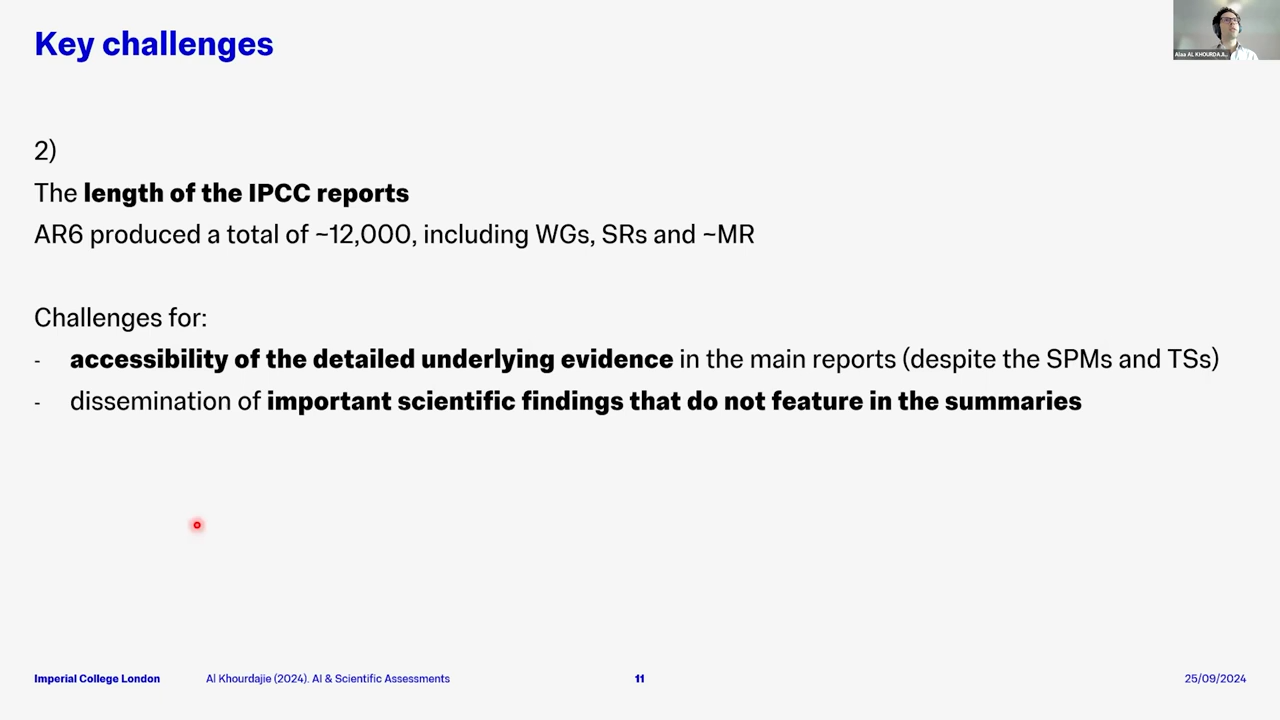 Key challenges
Alaa AL KHOURDAJI...
2)
The length of the IPCC reports
AR6 produced a total of ~12,000, including WGs, SRs and ~MR
Challenges for:
- accessibility of the detailed underlying evidence in the main reports (despite the SPMs and TSs)
- dissemination of important scientific findings that do not feature in the summaries
Imperial College London
Al Khourdajie (2024). AI & Scientific Assessments
11
25/09/2024